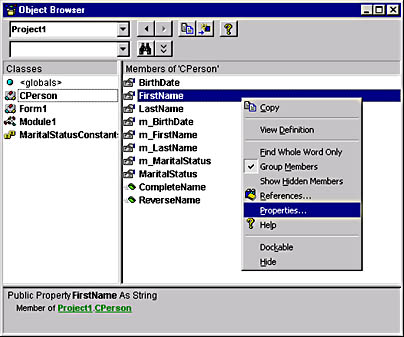 Object Browser
Project1
Classes
Members of 'CPerson'
<globals>
CPerson
Form1
Module1
MaritalStatusConstants
BirthDate
FirstName
LastName
m_BirthDate
m_FirstName
m_LastName
m_MaritalStatus
MaritalStatus
CompleteName
ReverseName
Copy
View Definition
Find Whole Word Only
Group Members
Show Hidden Members
References...
Properties...
Help
Dockable
Hide
Public Property FirstName As String
Member of Project1.CPerson